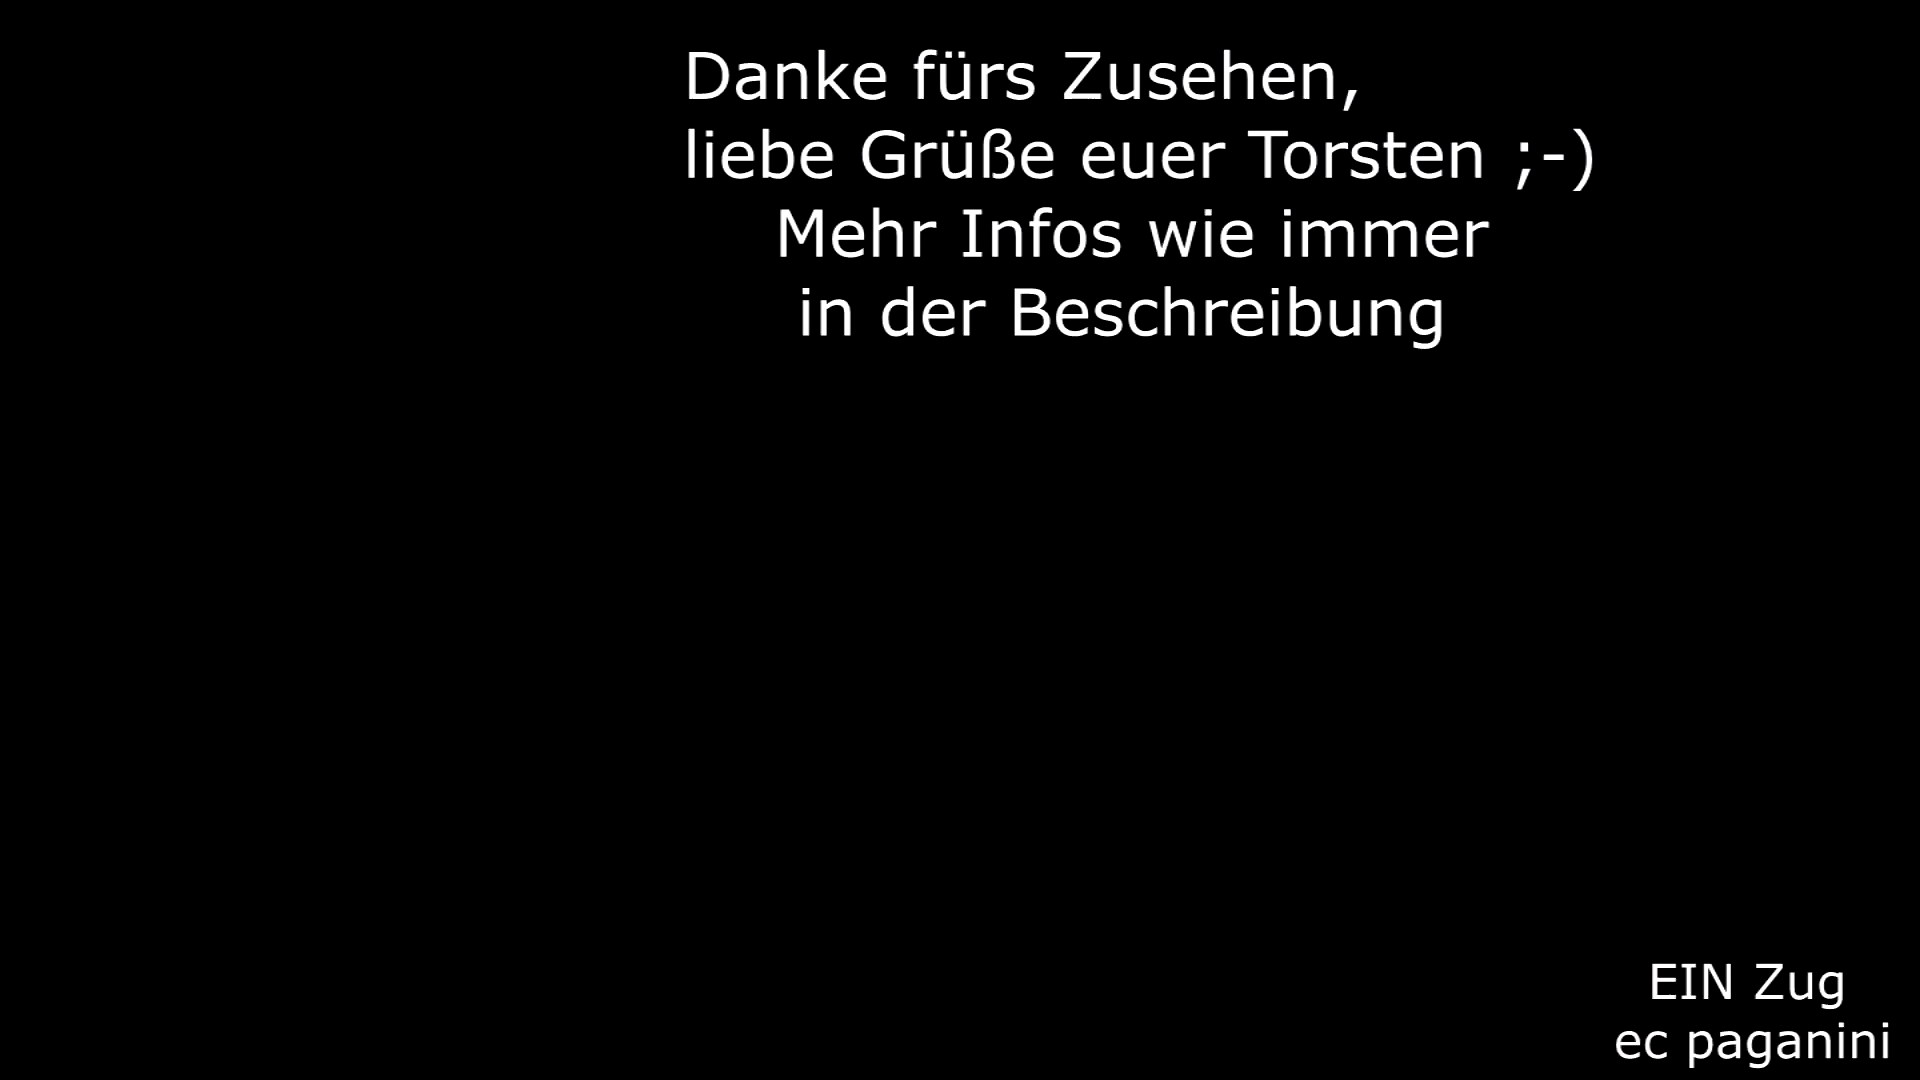 Danke fürs Zusehen,
liebe Grüße euer Torsten ;-)
Mehr Infos wie immer
in der Beschreibung
EIN Zug
ec paganini